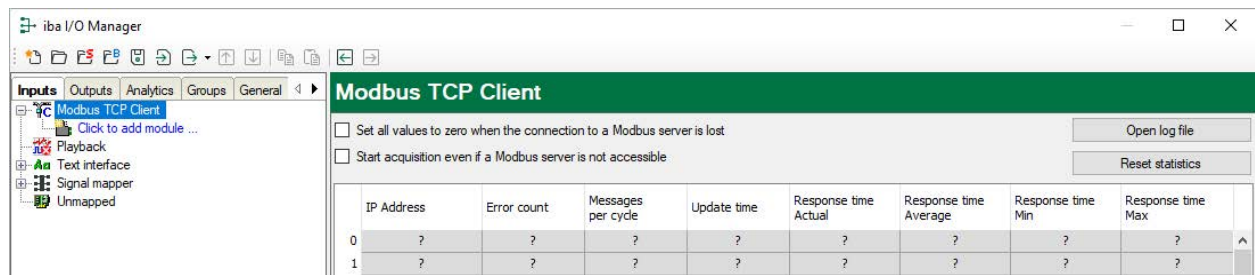 iba I/O Manager
Inputs Outputs Analytics Groups General
Modbus TCP Client
Click to add module ...
Playback
Text interface
Signal mapper
Unmapped
Modbus TCP Client
Set all values to zero when the connection to a Modbus server is lost
Open log file
Start acquisition even if a Modbus server is not accessible
Reset statistics
IP Address Error count Messages per cycle Update time Response time Actual Response time Average Response time Min Response time Max
0 ? ? ? ? ? ? ? ?
1 ? ? ? ? ? ? ? ?